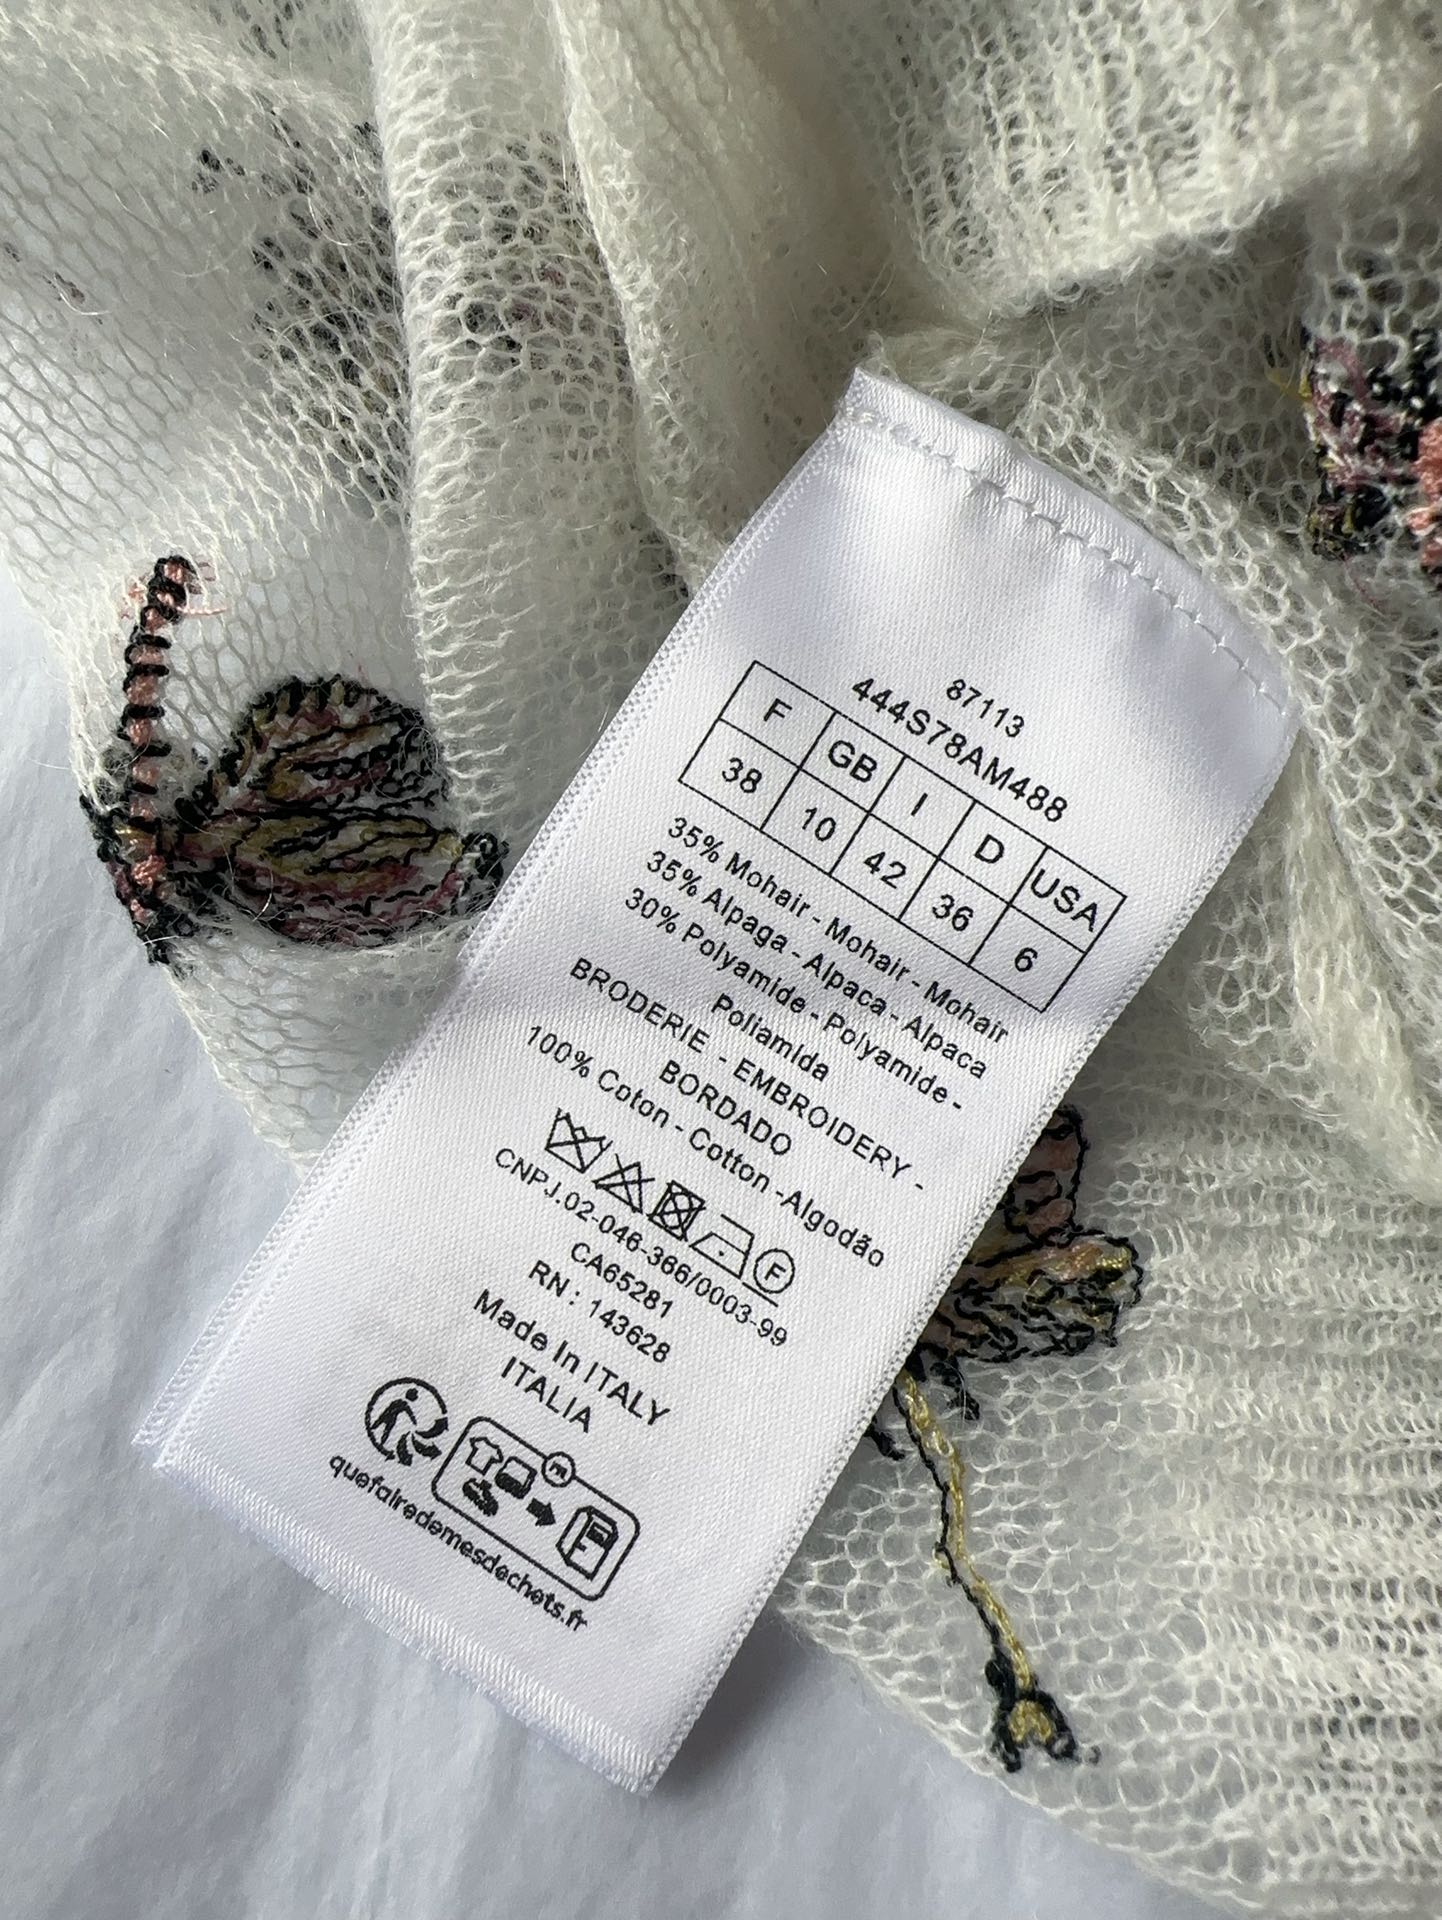 87113
444S78AM488
F GB I D USA
38 10 42 36 6
35% Mohair - Mohair - Mohair
35% Alpaga - Alpaca - Alpaca
30% Polyamide - Polyamide -
Poliamida
BRODERIE - EMBROIDERY -
BORDADO
100% Coton - Cotton -Algodão
F
CNPJ.02-046-366/0003-99
CA65281
RN : 143628
Made In ITALY
ITALIA
FR
quefairedemesdechets.fr